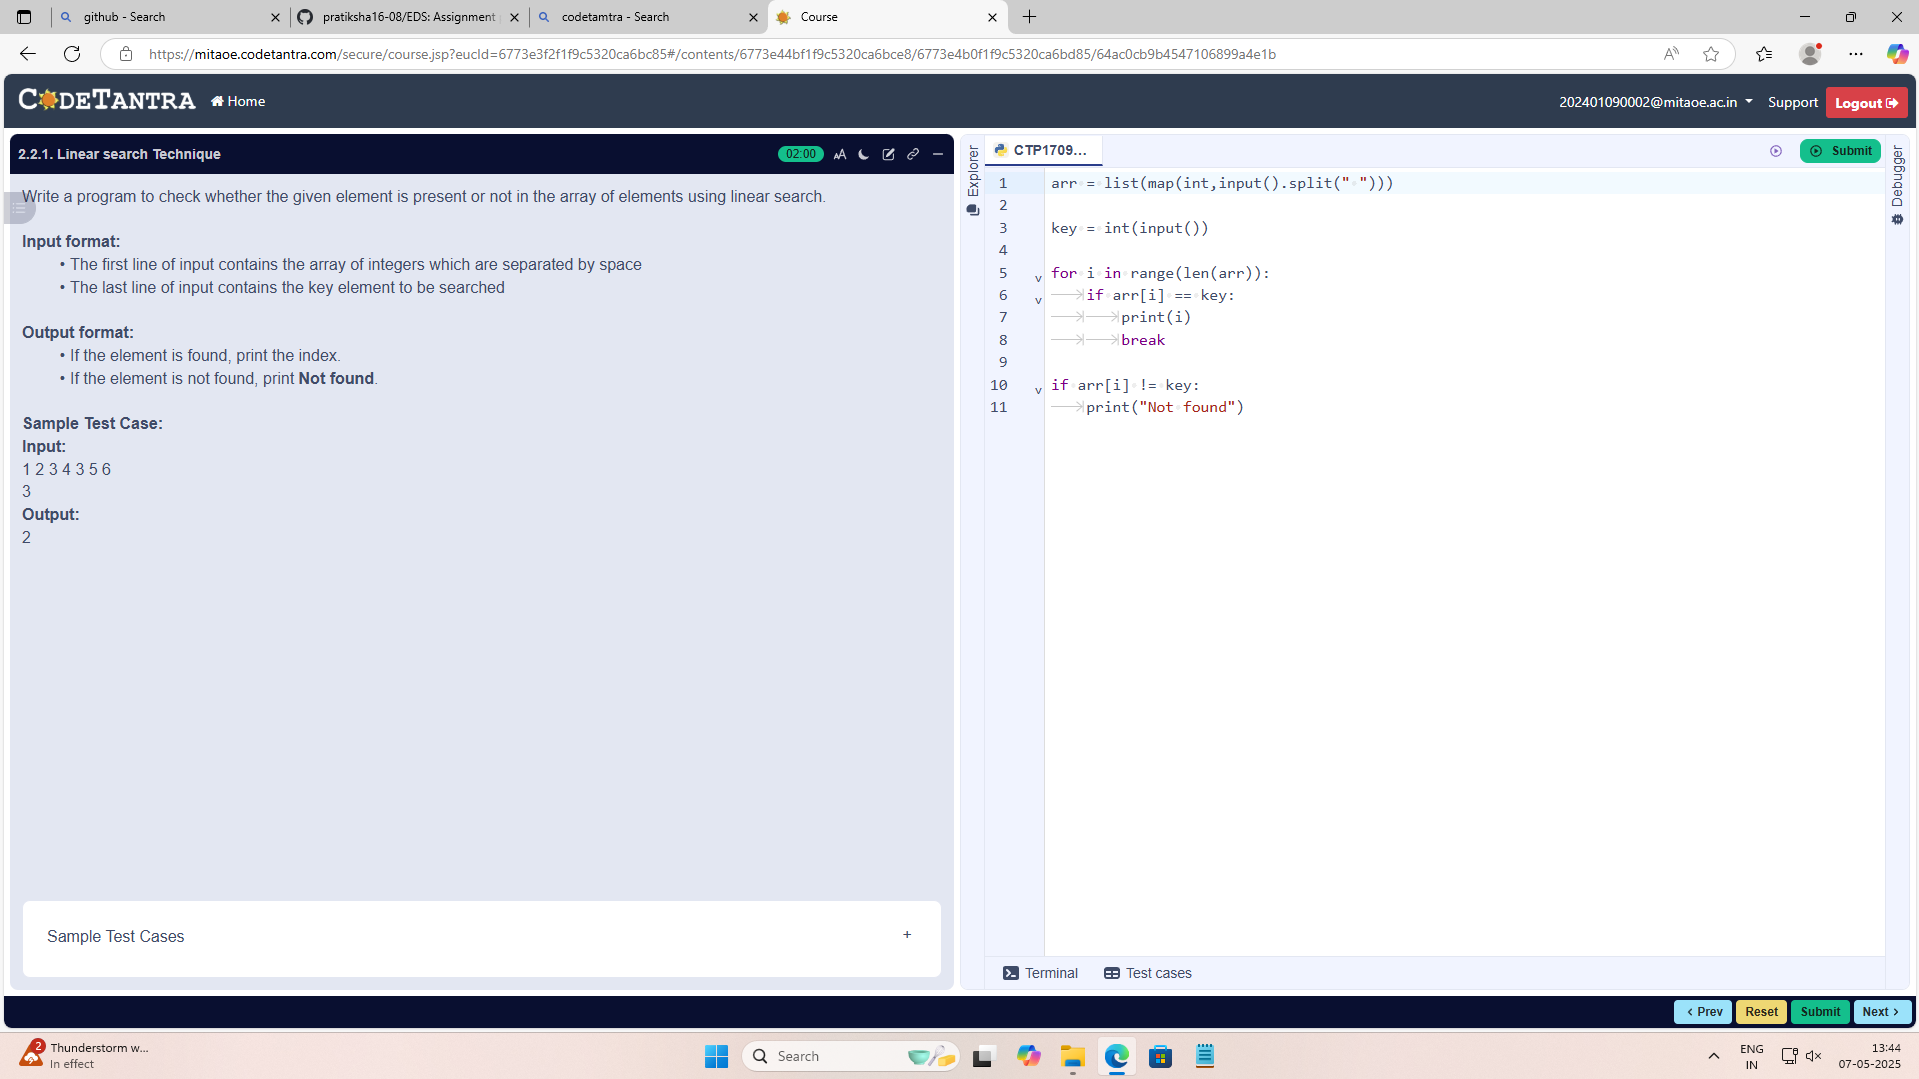 github - Search
pratiksha16-08/EDS: Assignment
codetamtra - Search
Course
https://mitaoe.codetantra.com/secure/course.jsp?eucId=6773e3f2f1f9c5320ca6bc85#/contents/6773e44bf1f9c5320ca6bce8/6773e4b0f1f9c5320ca6bd85/64ac0cb9b4547106899a4e1b
CODETANTRA
Home
202401090002@mitaoe.ac.in
Support
Logout
2.2.1. Linear search Technique
02:00
Write a program to check whether the given element is present or not in the array of elements using linear search.
Input format:
• The first line of input contains the array of integers which are separated by space
• The last line of input contains the key element to be searched
Output format:
• If the element is found, print the index.
• If the element is not found, print Not found.
Sample Test Case:
Input:
1 2 3 4 3 5 6
3
Output:
2
Sample Test Cases
+
Explorer
CTP1709...
Submit
Debugger
1 arr = list(map(int,input().split(" ")))
2
3 key = int(input())
4
5 for i in range(len(arr)):
6 if arr[i] == key:
7 print(i)
8 break
9
10 if arr[i] != key:
11 print("Not found")
Terminal
Test cases
< Prev
Reset
Submit
Next >
2
Thunderstorm w...
In effect
Search
ENG
IN
13:44
07-05-2025